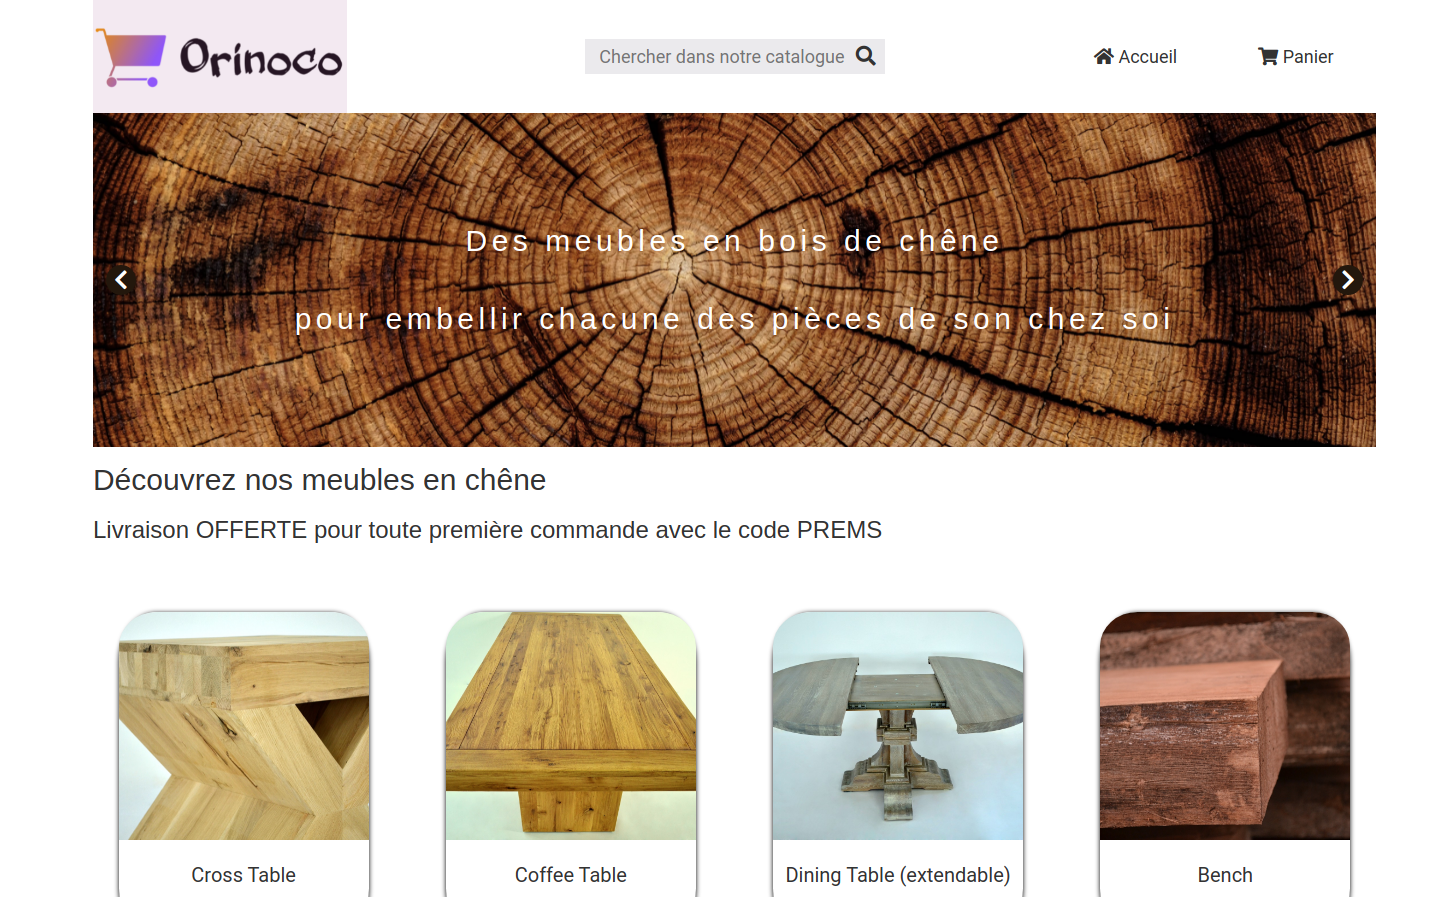 Orinoco
Chercher dans notre catalogue
Accueil
Panier
Des meubles en bois de chêne
pour embellir chacune des pièces de son chez soi
Découvrez nos meubles en chêne
Livraison OFFERTE pour toute première commande avec le code PREMS
Cross Table
Coffee Table
Dining Table (extendable)
Bench